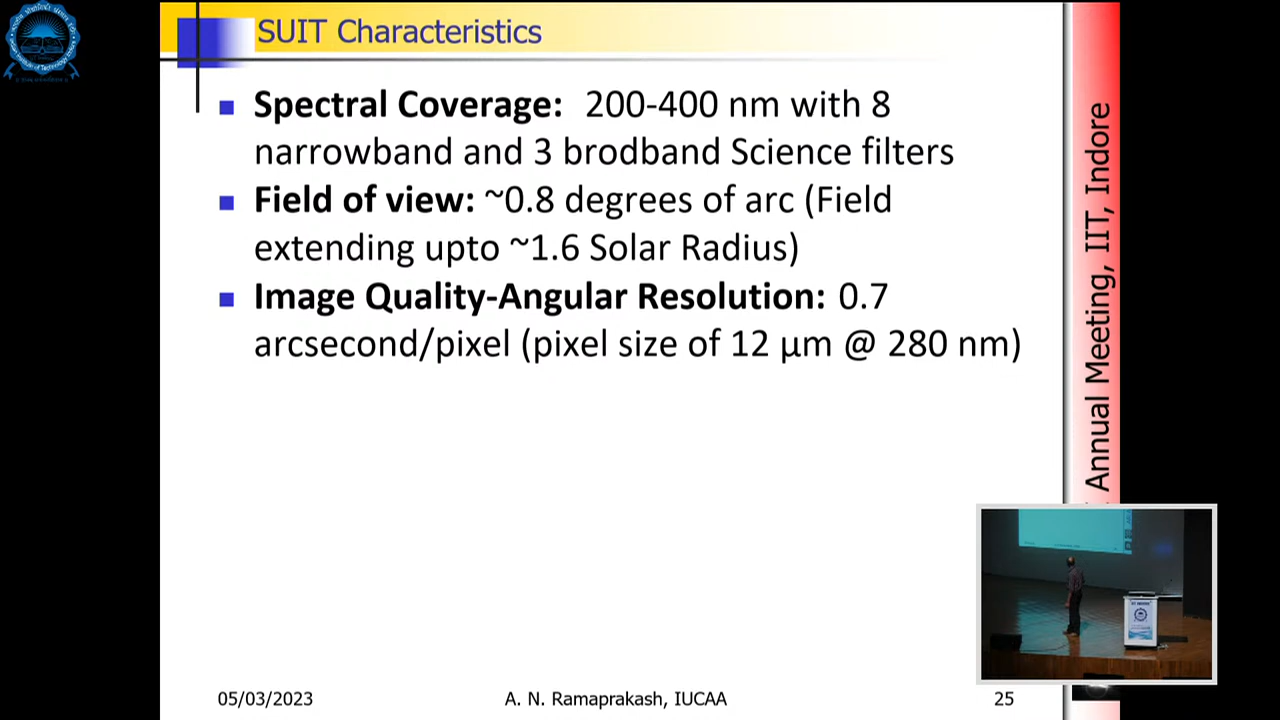 SUIT Characteristics
Spectral Coverage: 200-400 nm with 8
narrowband and 3 brodband Science filters
Field of view: ~0.8 degrees of arc (Field
extending upto ~1.6 Solar Radius)
Image Quality-Angular Resolution: 0.7
arcsecond/pixel (pixel size of 12 µm @ 280 nm)
Annual Meeting, IIT, Indore
05/03/2023
A. N. Ramaprakash, IUCAA
25